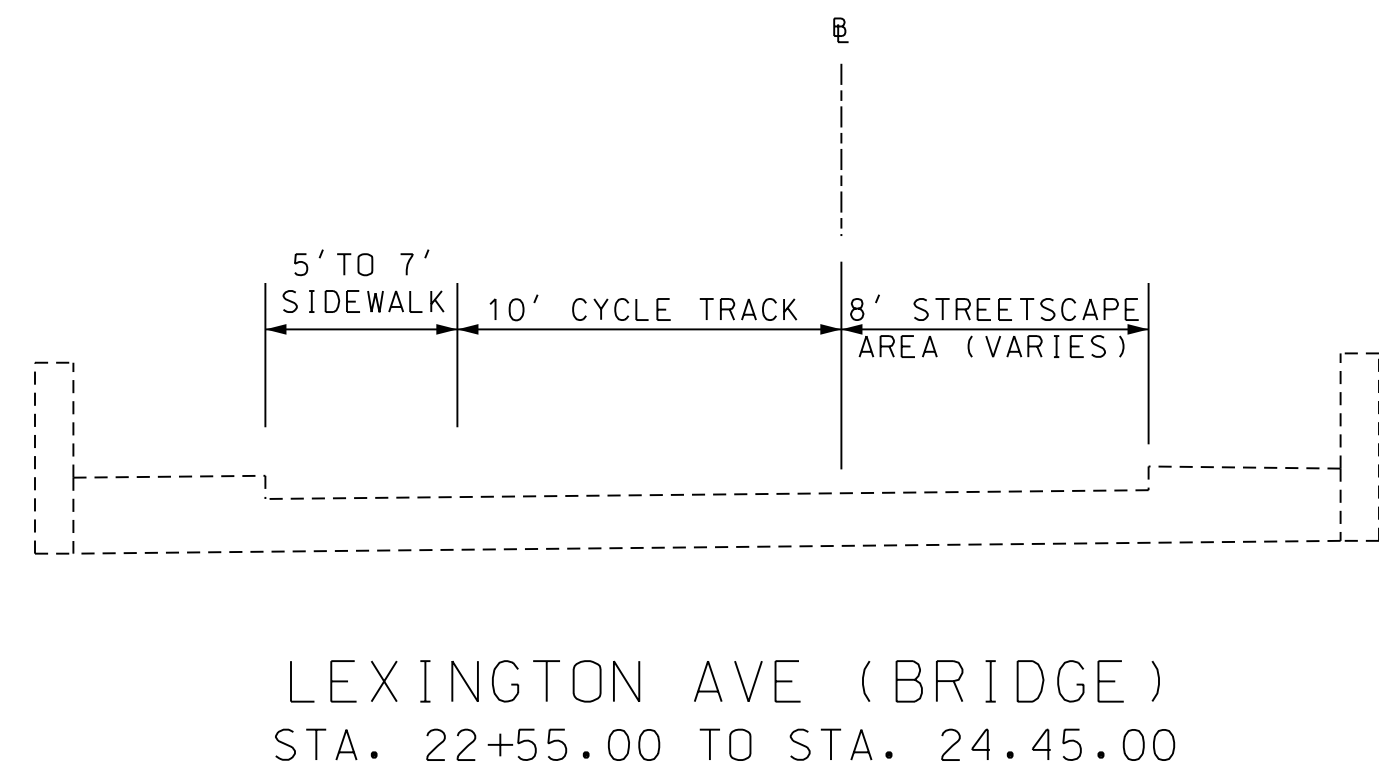 ℄
5' TO 7'
SIDEWALK
10' CYCLE TRACK
8' STREETSCAPE
AREA (VARIES)
LEXINGTON AVE (BRIDGE)
STA. 22+55.00 TO STA. 24.45.00